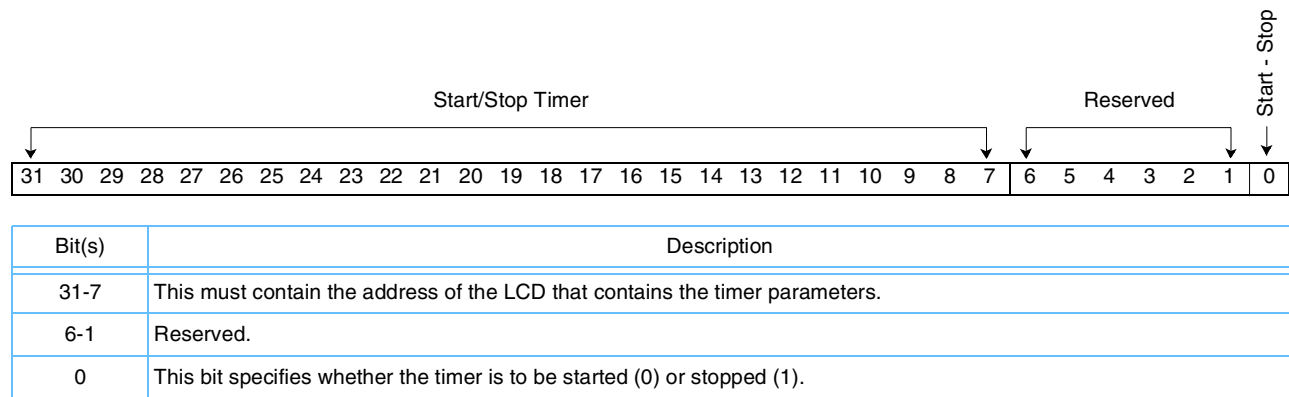 Start - Stop
Start/Stop Timer Reserved
31 30 29 28 27 26 25 24 23 22 21 20 19 18 17 16 15 14 13 12 11 10 9 8 7 6 5 4 3 2 1 0
Bit(s) Description
31-7 This must contain the address of the LCD that contains the timer parameters.
6-1 Reserved.
0 This bit specifies whether the timer is to be started (0) or stopped (1).